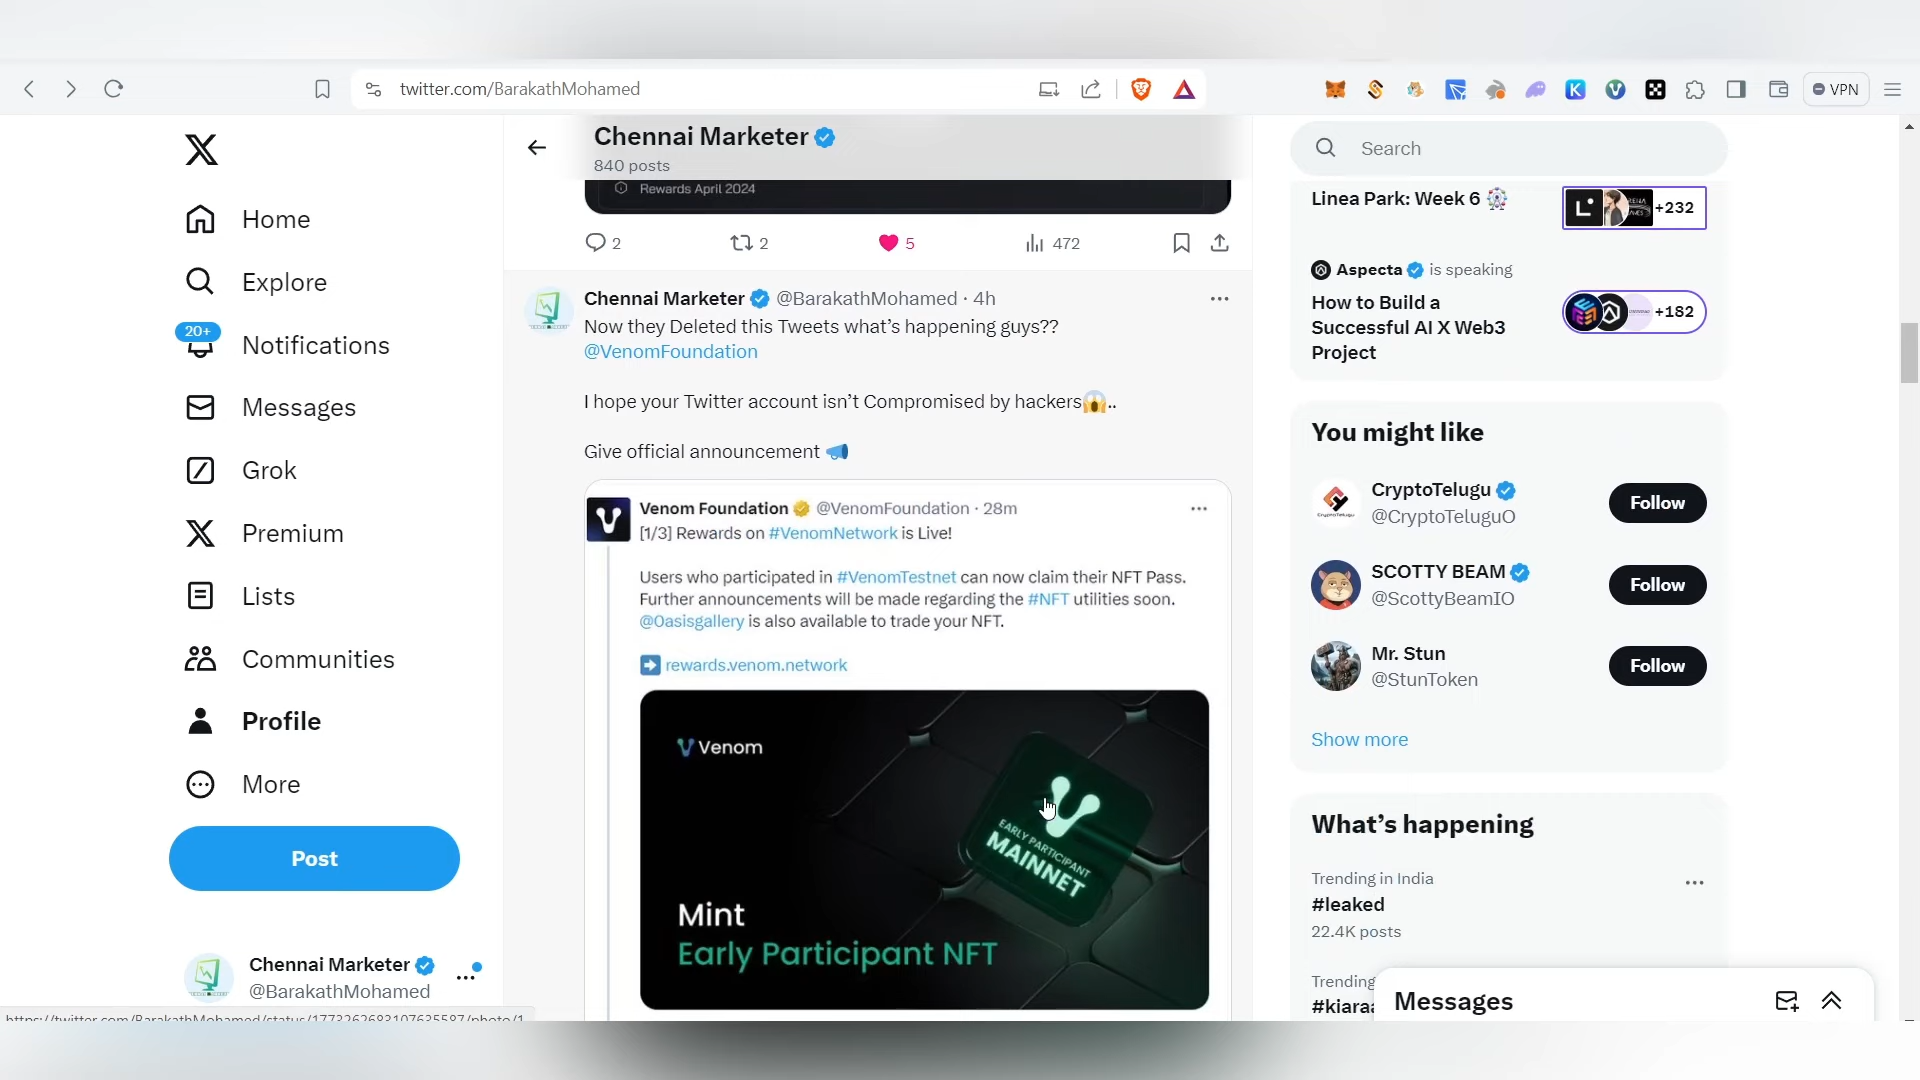 twitter.com/BarakathMohamed
VPN
Chennai Marketer
840 posts
Home
Explore
20+
Notifications
Messages
Grok
Premium
Lists
Communities
Profile
More
Post
Chennai Marketer
@BarakathMohamed
https://twitter.com/BarakathMohamed/status/1773262683107635587/photo/1
Rewards April 2024
2
2
5
472
Chennai Marketer @BarakathMohamed · 4h
Now they Deleted this Tweets what's happening guys??
@VenomFoundation
I hope your Twitter account isn't Compromised by hackers😱..
Give official announcement 📣
Venom Foundation @VenomFoundation · 28m
[1/3] Rewards on #VenomNetwork is Live!
Users who participated in #VenomTestnet can now claim their NFT Pass.
Further announcements will be made regarding the #NFT utilities soon.
@0asisgallery is also available to trade your NFT.
➡️ rewards.venom.network
Venom
EARLY PARTICIPANT
MAINNET
Mint
Early Participant NFT
Search
Linea Park: Week 6 🎡
+232
Aspecta is speaking
How to Build a
Successful AI X Web3
Project
+182
You might like
CryptoTelugu
@CryptoTeluguO
Follow
SCOTTY BEAM
@ScottyBeamIO
Follow
Mr. Stun
@StunToken
Follow
Show more
What's happening
Trending in India
#leaked
22.4K posts
Trending
#kiara
Messages